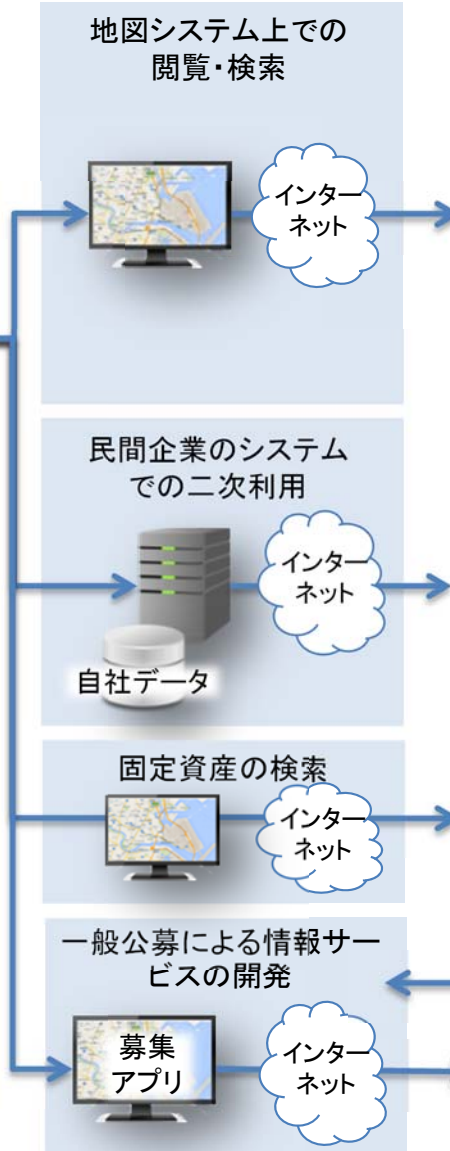 地図システム上での
閲覧・検索
インター
ネット
民間企業のシステム
での二次利用
インター
ネット
自社データ
固定資産の検索
インター
ネット
一般公募による情報サー
ビスの開発
募集
アプリ
インター
ネット